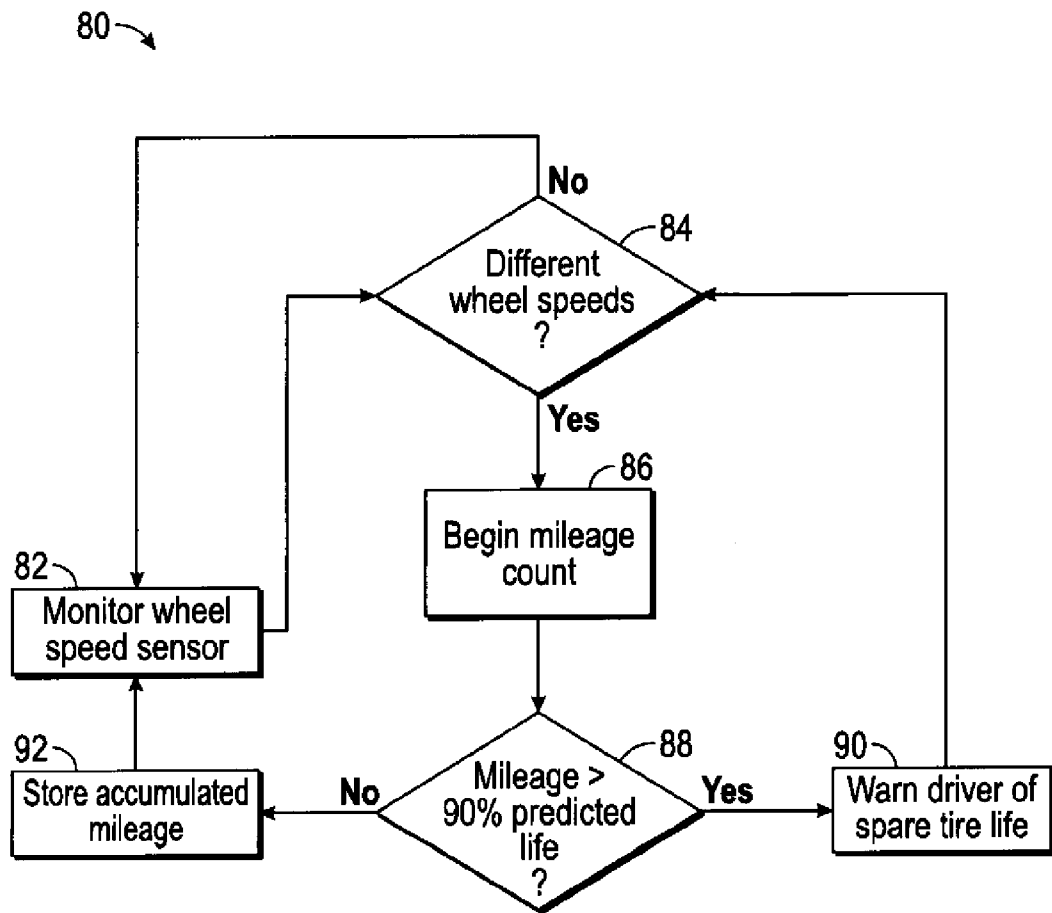 80
No
84
Different
wheel speeds
?
Yes
86
Begin mileage
count
82
Monitor wheel
speed sensor
88
Mileage >
90% predicted
life
?
No
Yes
92
Store accumulated
mileage
90
Warn driver of
spare tire life